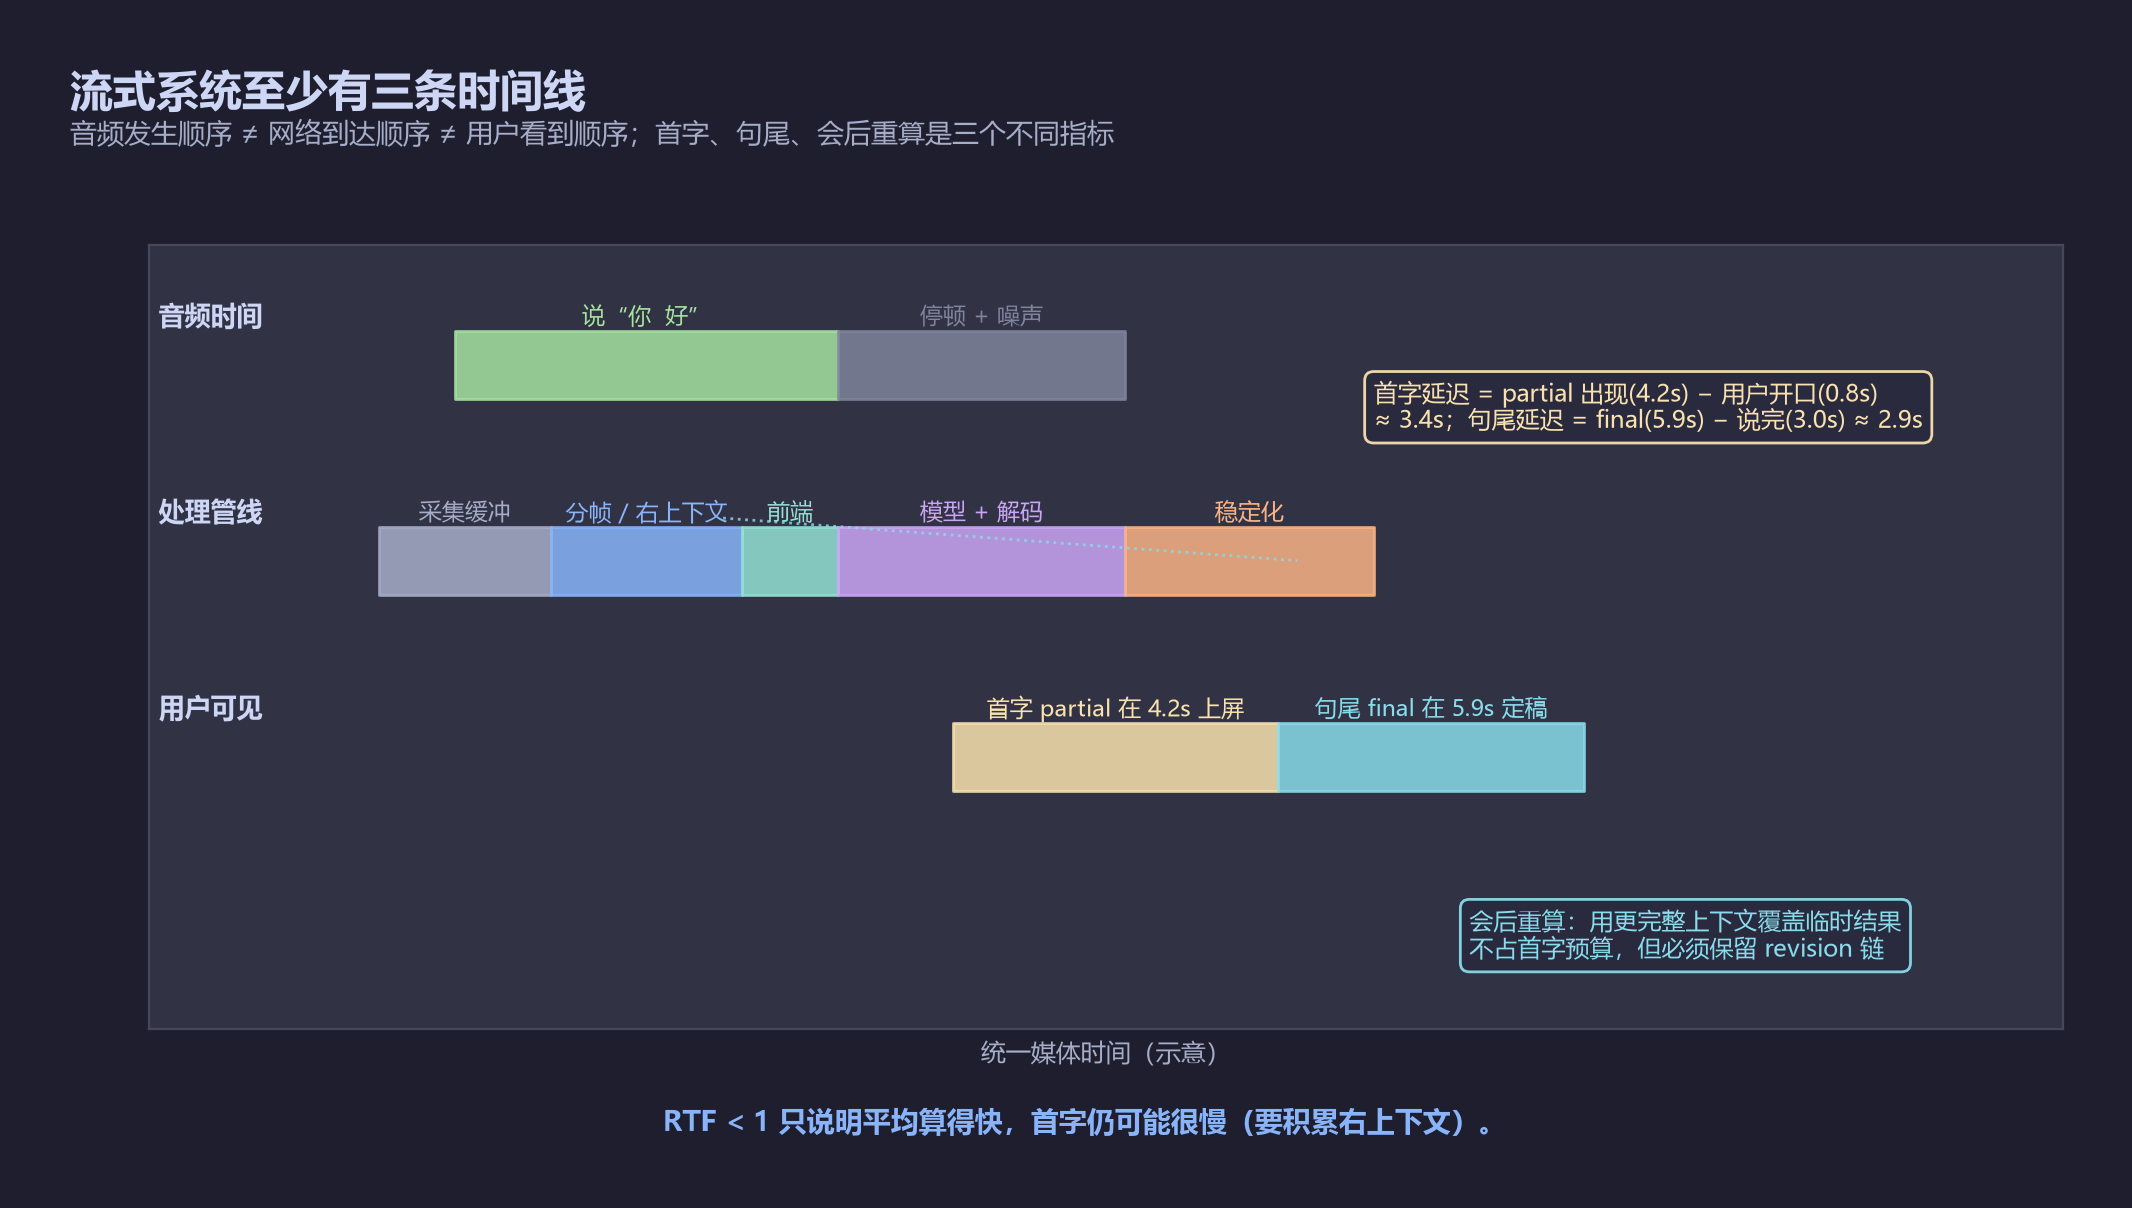 流式系统至少有三条时间线
音频发生顺序 ≠ 网络到达顺序 ≠ 用户看到顺序；首字、句尾、会后重算是三个不同指标
音频时间
说“你 好”
停顿 + 噪声
首字延迟 = partial 出现(4.2s) − 用户开口(0.8s)
≈ 3.4s；句尾延迟 = final(5.9s) − 说完(3.0s) ≈ 2.9s
处理管线
采集缓冲
分帧 / 右上下文
前端
模型 + 解码
稳定化
用户可见
首字 partial 在 4.2s 上屏
句尾 final 在 5.9s 定稿
会后重算：用更完整上下文覆盖临时结果
不占首字预算，但必须保留 revision 链
统一媒体时间（示意）
RTF < 1 只说明平均算得快，首字仍可能很慢（要积累右上下文）。